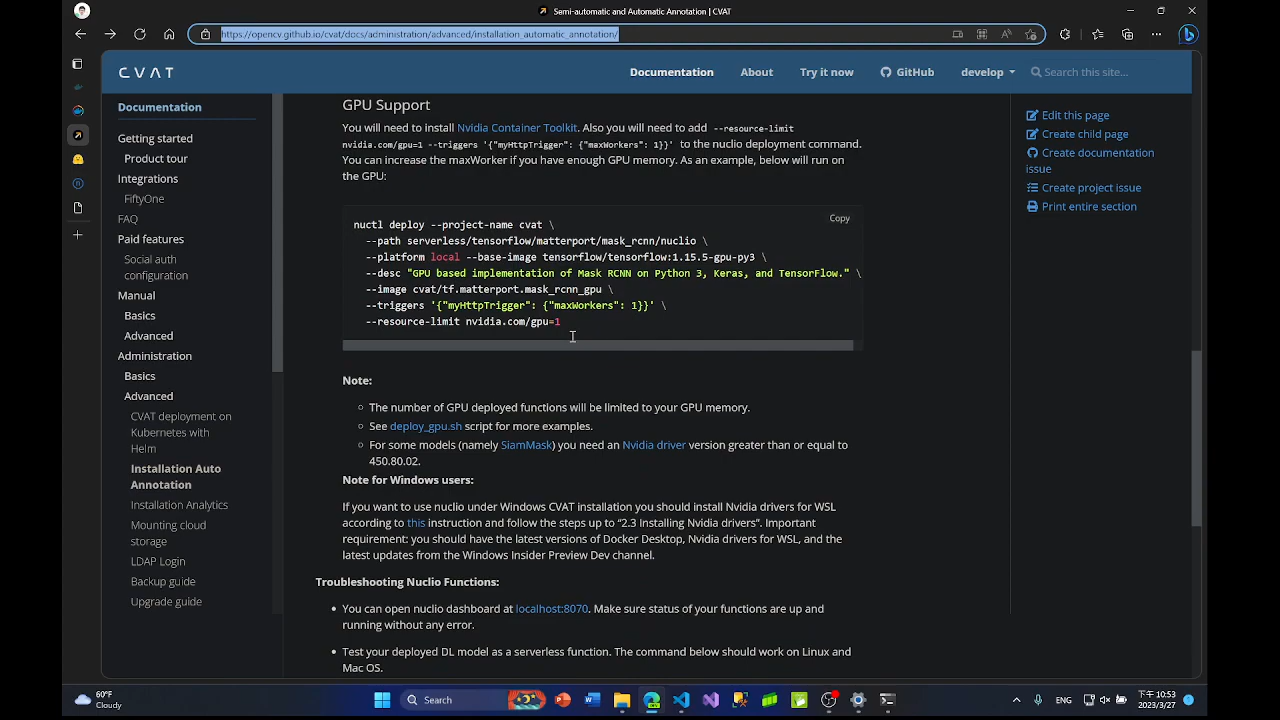 Semi-automatic and Automatic Annotation | CVAT
https://opencv.github.io/cvat/docs/administration/advanced/installation_automatic_annotation/
CVAT
Documentation
About
Try it now
GitHub
develop
Search this site...
Documentation
Getting started
Product tour
Integrations
FiftyOne
FAQ
Paid features
Social auth
configuration
Manual
Basics
Advanced
Administration
Basics
Advanced
CVAT deployment on
Kubernetes with
Helm
Installation Auto
Annotation
Installation Analytics
Mounting cloud
storage
LDAP Login
Backup guide
Upgrade guide
GPU Support
You will need to install Nvidia Container Toolkit. Also you will need to add --resource-limit
nvidia.com/gpu=1 --triggers '{"myHttpTrigger": {"maxWorkers": 1}}' to the nuclio deployment command.
You can increase the maxWorker if you have enough GPU memory. As an example, below will run on
the GPU:
Copy
nuctl deploy --project-name cvat \
--path serverless/tensorflow/matterport/mask_rcnn/nuclio \
--platform local --base-image tensorflow/tensorflow:1.15.5-gpu-py3 \
--desc "GPU based implementation of Mask RCNN on Python 3, Keras, and TensorFlow." \
--image cvat/tf.matterport.mask_rcnn_gpu \
--triggers '{"myHttpTrigger": {"maxWorkers": 1}}' \
--resource-limit nvidia.com/gpu=1
Note:
The number of GPU deployed functions will be limited to your GPU memory.
See deploy_gpu.sh script for more examples.
For some models (namely SiamMask) you need an Nvidia driver version greater than or equal to
450.80.02.
Note for Windows users:
If you want to use nuclio under Windows CVAT installation you should install Nvidia drivers for WSL
according to this instruction and follow the steps up to “2.3 Installing Nvidia drivers”. Important
requirement: you should have the latest versions of Docker Desktop, Nvidia drivers for WSL, and the
latest updates from the Windows Insider Preview Dev channel.
Troubleshooting Nuclio Functions:
You can open nuclio dashboard at localhost:8070. Make sure status of your functions are up and
running without any error.
Test your deployed DL model as a serverless function. The command below should work on Linux and
Mac OS.
Edit this page
Create child page
Create documentation
issue
Create project issue
Print entire section
60°F
Cloudy
Search
ENG
下午 10:53
2023/3/27